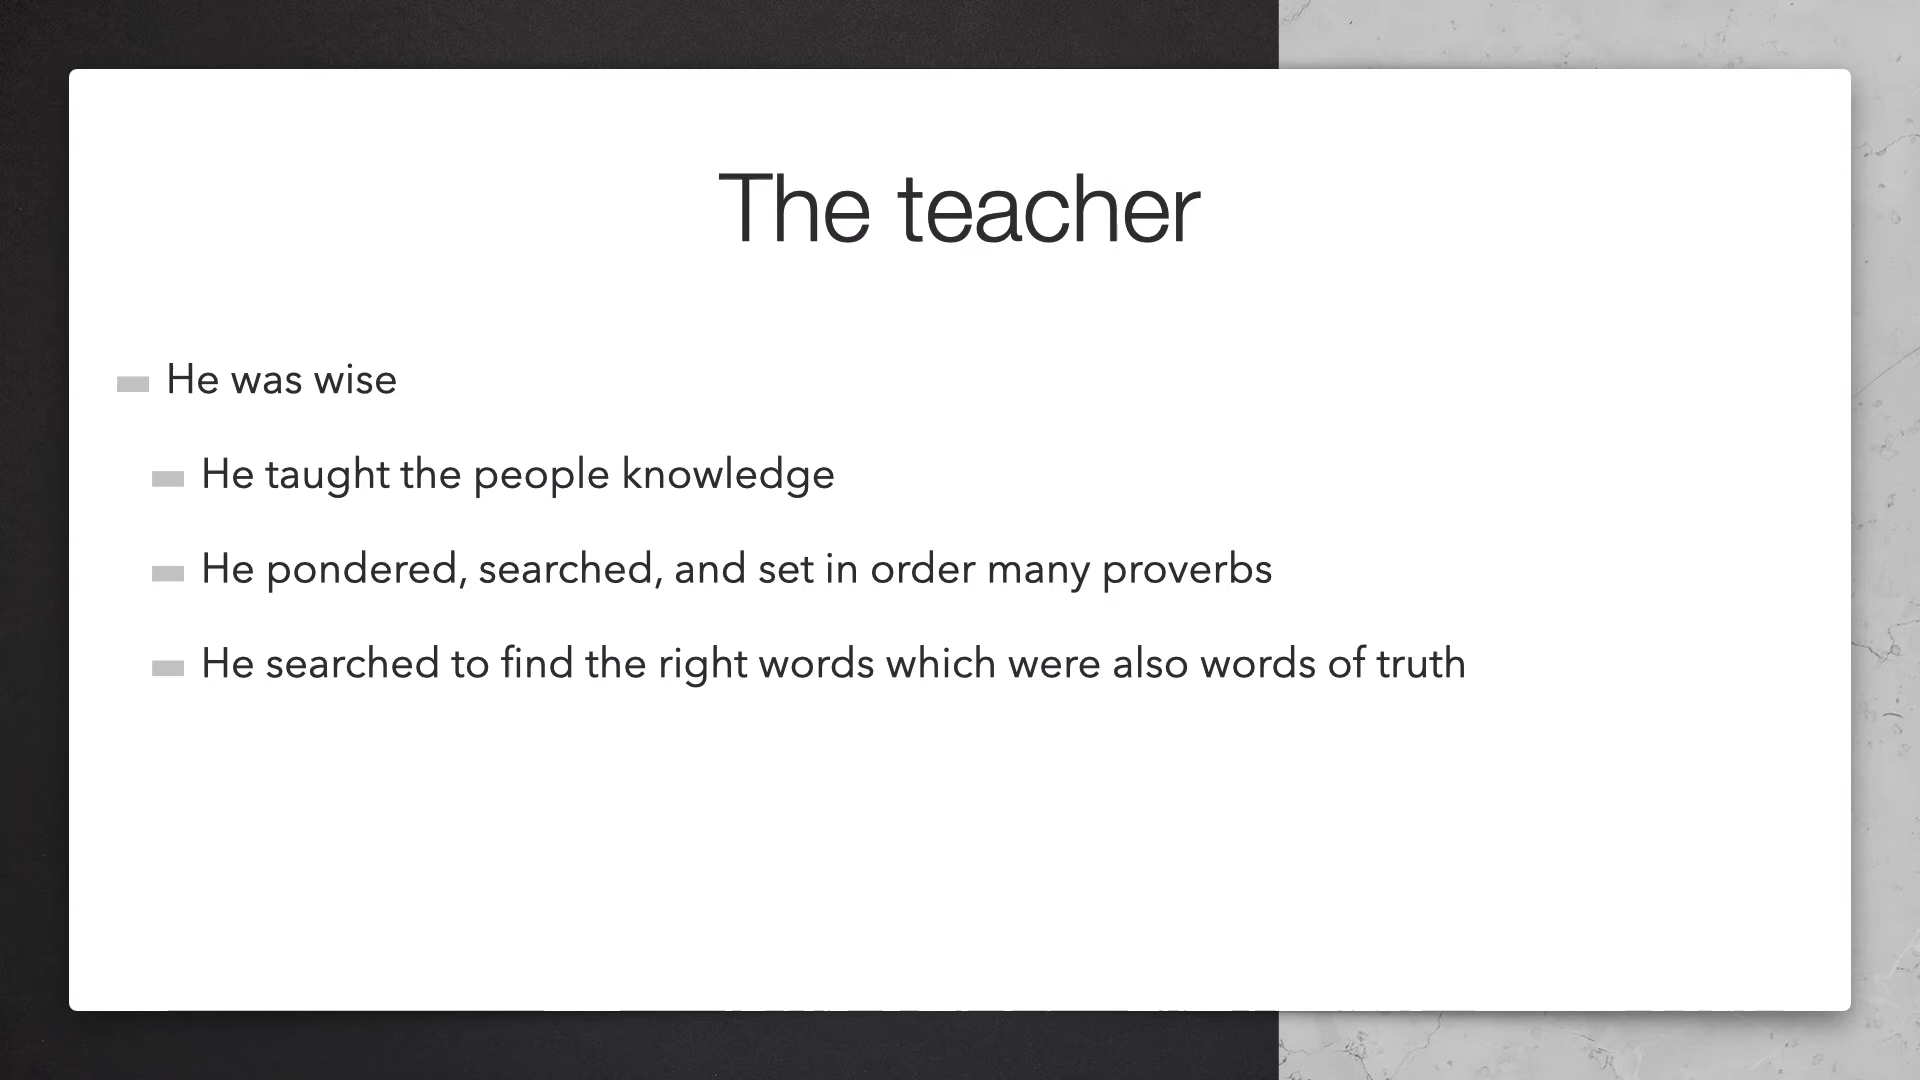 The teacher
He was wise
He taught the people knowledge
He pondered, searched, and set in order many proverbs
He searched to find the right words which were also words of truth